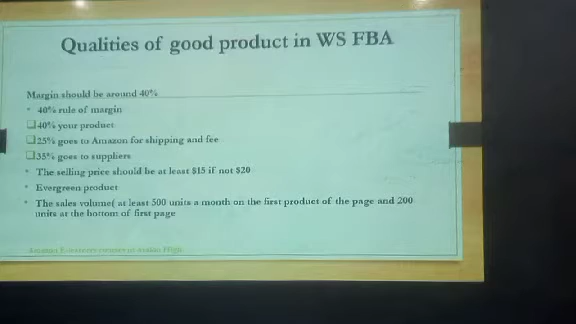 Qualities of good product in WS FBA
Margin should be around 40%
40% rule of margin
40% your product
25% goes to Amazon for shipping and fee
35% goes to suppliers
The selling price should be at least $15 if not $20
Evergreen product
The sales volume( at least 500 units a month on the first product of the page and 200
units at the bottom of first page